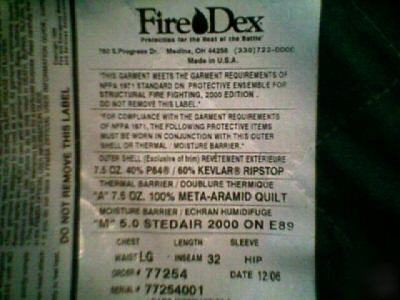 Fire Dex
Protection for the Heat of the Battle
780 S.Progress Dr. Medina, OH 44256 (330)723-0000
Made in U.S.A.
"THIS GARMENT MEETS THE GARMENT REQUIREMENTS OF
NFPA 1971 STANDARD ON PROTECTIVE ENSEMBLE FOR
STRUCTURAL FIRE FIGHTING, 2000 EDITION.
DO NOT REMOVE THIS LABEL."
"FOR COMPLIANCE WITH THE GARMENT REQUIREMENTS
OF NFPA 1971, THE FOLLOWING PROTECTIVE ITEMS
MUST BE WORN IN CONJUNCTION WITH THIS OUTER
SHELL OR THERMAL / MOISTURE BARRIER."
OUTER SHELL (Exclusive of trim) REVÊTEMENT EXTERIEURE
7.5 OZ. 40% P84® / 60% KEVLAR® RIPSTOP
THERMAL BARRIER / DOUBLURE THERMIQUE
"A" 7.5 OZ. 100% META-ARAMID QUILT
MOISTURE BARRIER / ECHRAN HUMIDIFUGE
"M" 5.0 STEDAIR 2000 ON E89
CHEST LENGTH SLEEVE
WAIST LG INSEAM 32 HIP
ORDER# 77254 DATE 12/06
SERIAL# 77254001
DO NOT REMOVE THIS LABEL